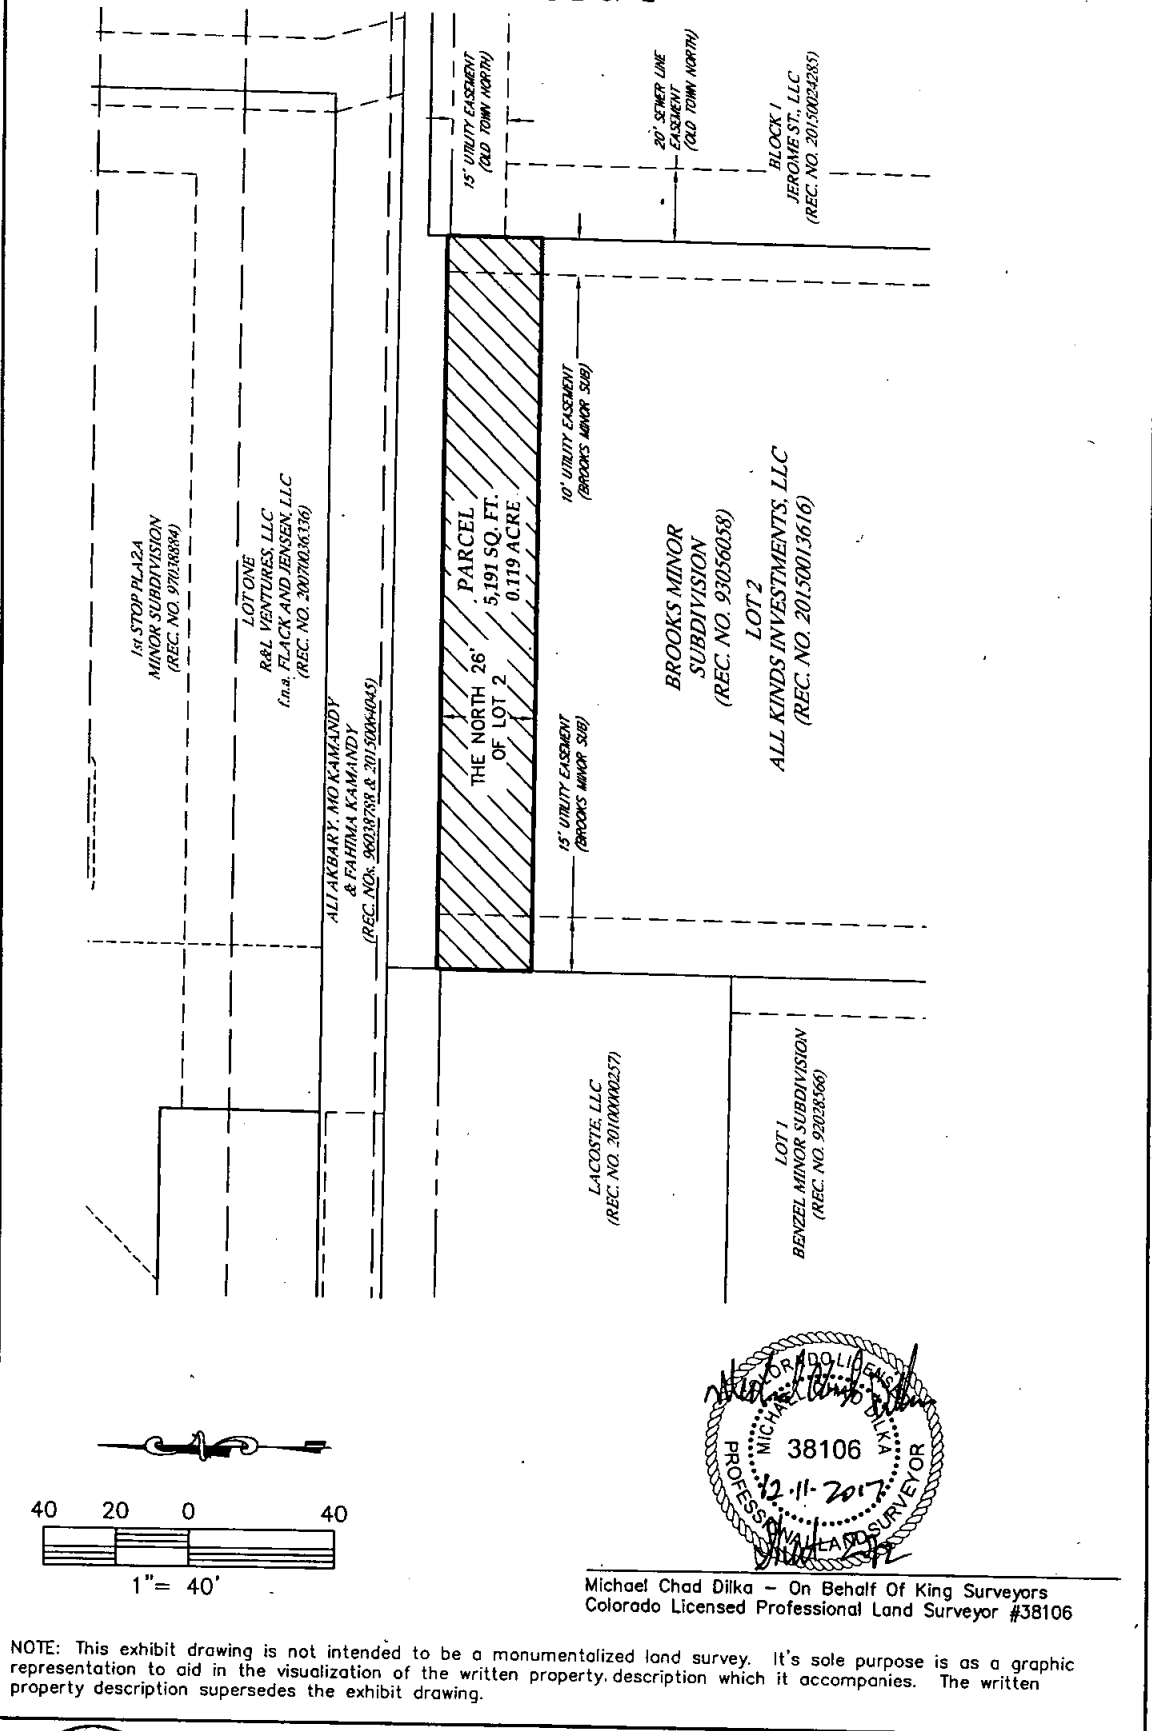 15' UTILITY EASEMENT
(OLD TOWN NORTH)
20' SEWER LINE
EASEMENT
(OLD TOWN NORTH)
BLOCK 1
JEROME ST., LLC
(REC. NO. 20150024285)
1st STOP PLAZA
MINOR SUBDIVISION
(REC. NO. 97038884)
LOT ONE
R&L VENTURES, LLC
f.n.a. FLACK AND JENSEN, LLC
(REC. NO. 20070036336)
ALI AKBARY, MO KAMANDY
& FAHIMA KAMANDY
(REC. NOs. 96038788 & 20150064045)
PARCEL
5,191 SQ. FT.
0.119 ACRE
THE NORTH 26'
OF LOT 2
10' UTILITY EASEMENT
(BROOKS MINOR SUB)
15' UTILITY EASEMENT
(BROOKS MINOR SUB)
BROOKS MINOR
SUBDIVISION
(REC. NO. 93056058)
LOT 2
ALL KINDS INVESTMENTS, LLC
(REC. NO. 20150013616)
LACOSTE, LLC
(REC. NO. 20100000257)
LOT 1
BENZEL MINOR SUBDIVISION
(REC. NO. 92028566)
40 20 0 40
1"= 40'
COLORADO LICENSED
MICHAEL CHAD DILKA
38106
12-11-2017
PROFESSIONAL LAND SURVEYOR
Michael Chad Dilka – On Behalf Of King Surveyors
Colorado Licensed Professional Land Surveyor #38106
NOTE: This exhibit drawing is not intended to be a monumentalized land survey. It's sole purpose is as a graphic
representation to aid in the visualization of the written property description which it accompanies. The written
property description supersedes the exhibit drawing.